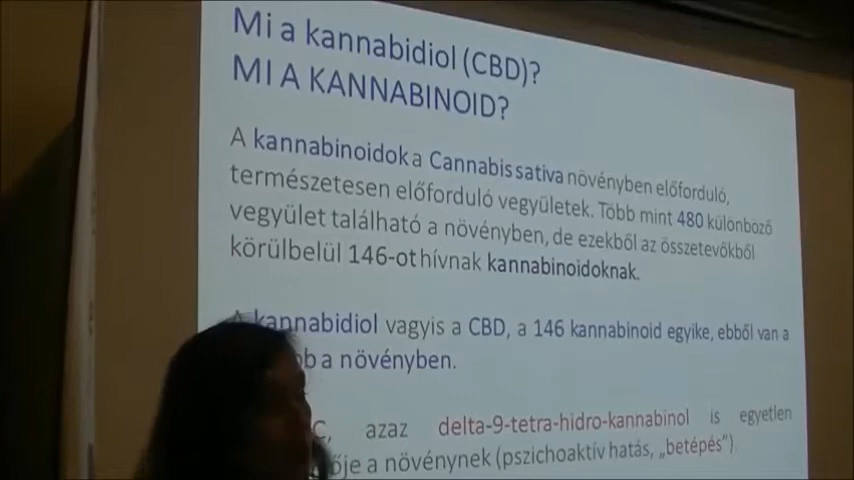 Mi a kannabidiol (CBD)?
MI A KANNABINOID?
A kannabinoidok a Cannabis sativa növényben előforduló,
természetesen előforduló vegyületek. Több mint 480 különböző
vegyület található a növényben, de ezekből az összetevőkből
körülbelül 146-ot hívnak kannabinoidoknak.
A kannabidiol vagyis a CBD, a 146 kannabinoid egyike, ebből van a
a növényben.
azaz delta-9-tetra-hidro-kannabinol is egyetlen
a növénynek (pszichoaktív hatás, „betépés”).